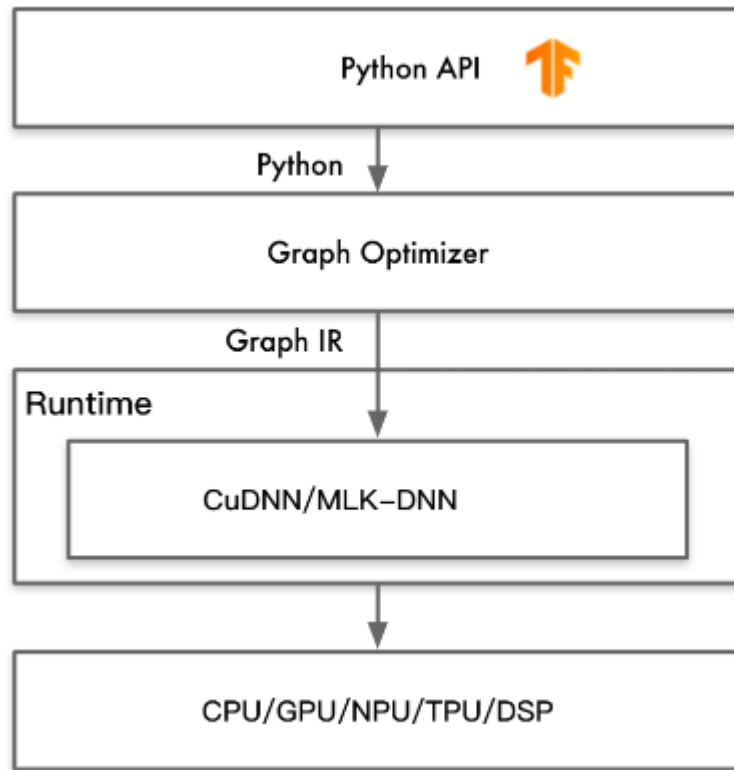 Python API
Python
Graph Optimizer
Graph IR
Runtime
CuDNN/MLK-DNN
CPU/GPU/NPU/TPU/DSP